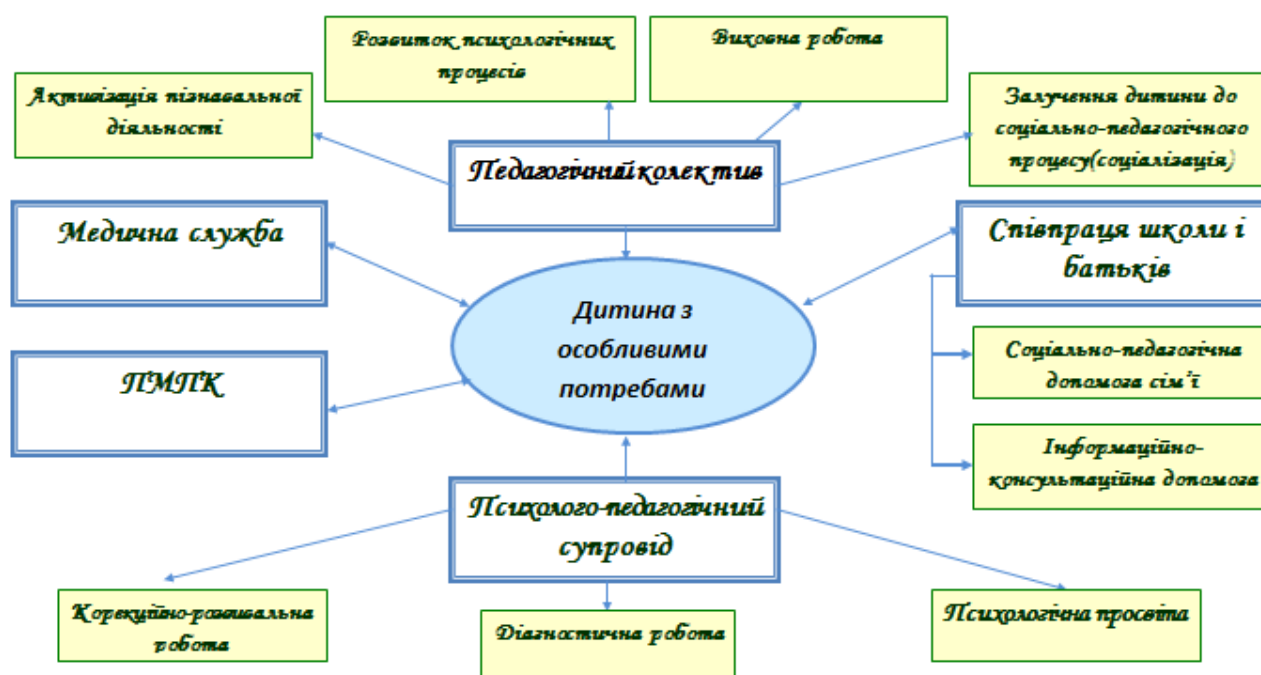 Розвиток психологічних
процесів
Виховна робота
Активізація пізнавальної
діяльності
Залучення дитини до
соціально-педагогічного
процесу(соціалізація)
Педагогічний колектив
Медична служба
Співпраця школи і
батьків
Дитина з
особливими
потребами
ПМПК
Соціально-педагогічна
допомога сім'ї
Інформаційно-
консультаційна допомога
Психолого-педагогічний
супровід
Корекційно-розвивальна
робота
Діагностична робота
Психологічна просвіта